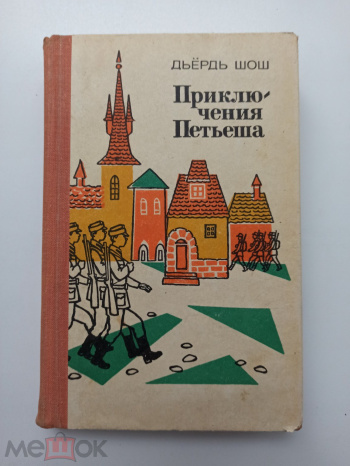 ДЬЁРДЬ ШОШ
Приклю-
чения
Петьеша
мешок